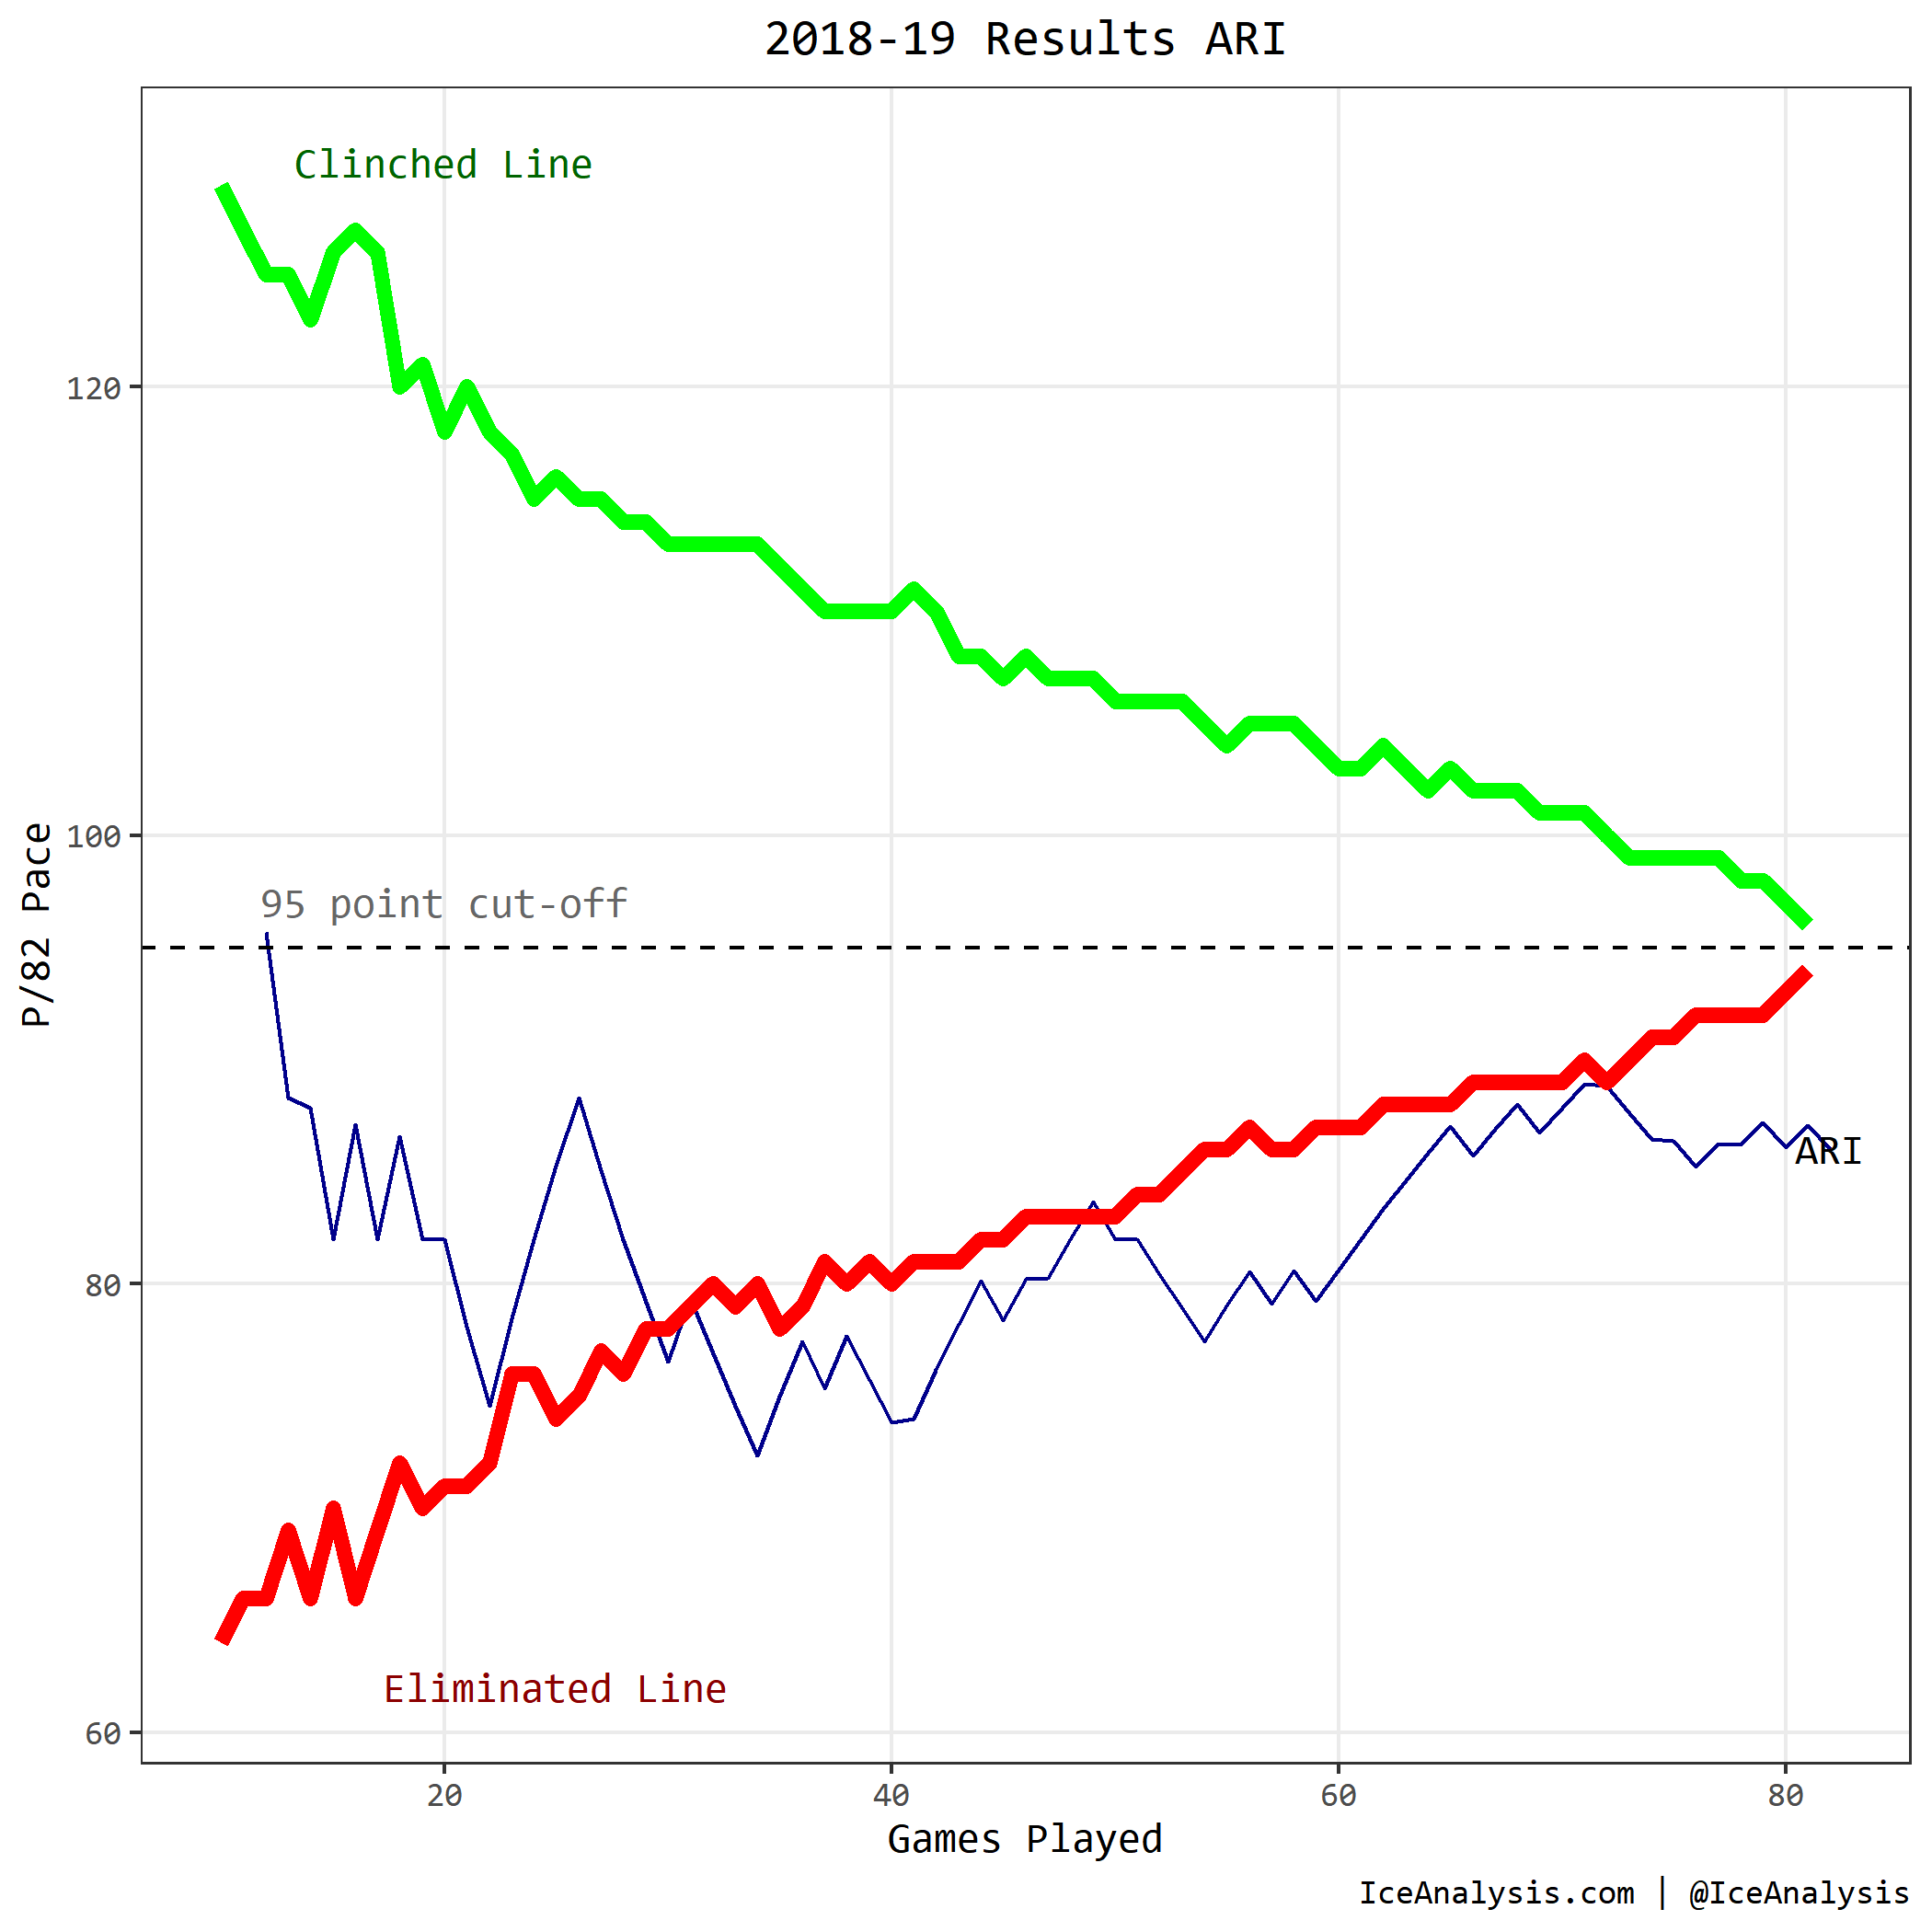 2018-19 Results ARI
Clinched Line
120
100
95 point cut-off
P/82 Pace
ARI
80
Eliminated Line
60
20 40 60 80
Games Played
IceAnalysis.com | @IceAnalysis